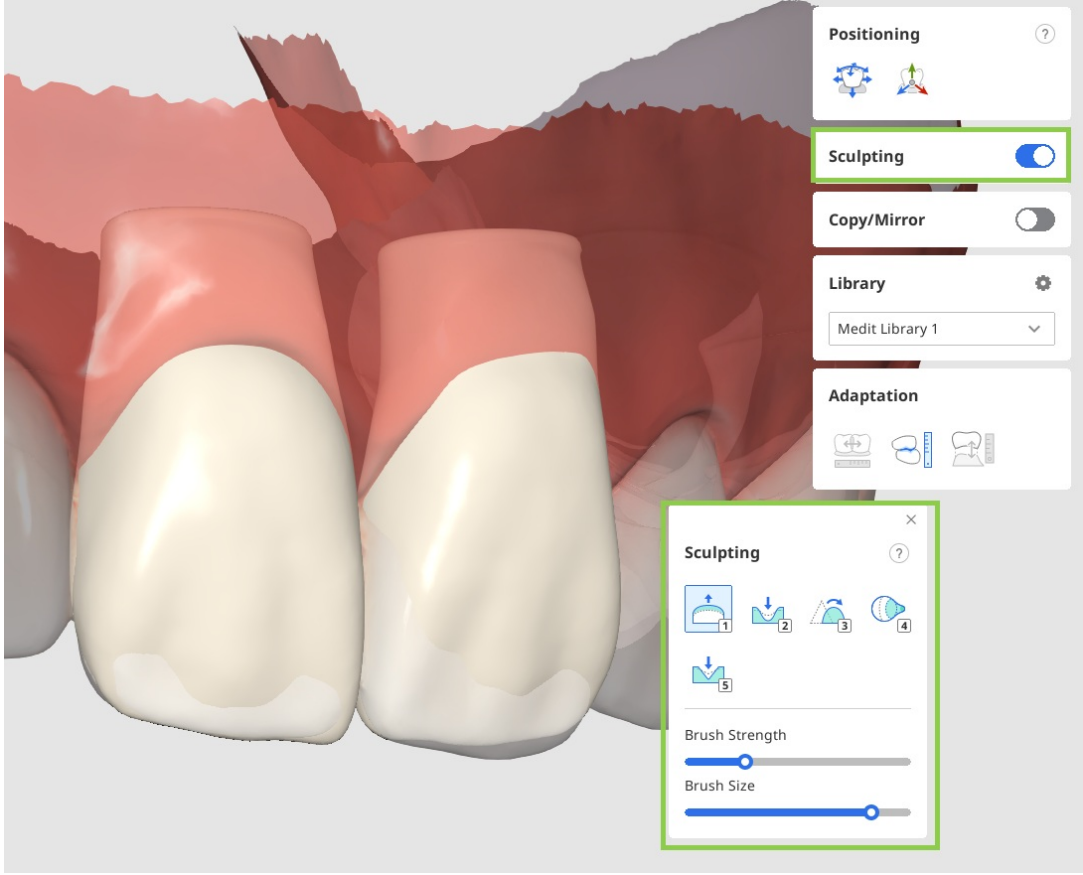 Positioning
?
Sculpting
Copy/Mirror
Library
Medit Library 1
Adaptation
Sculpting
?
1
2
3
4
5
Brush Strength
Brush Size